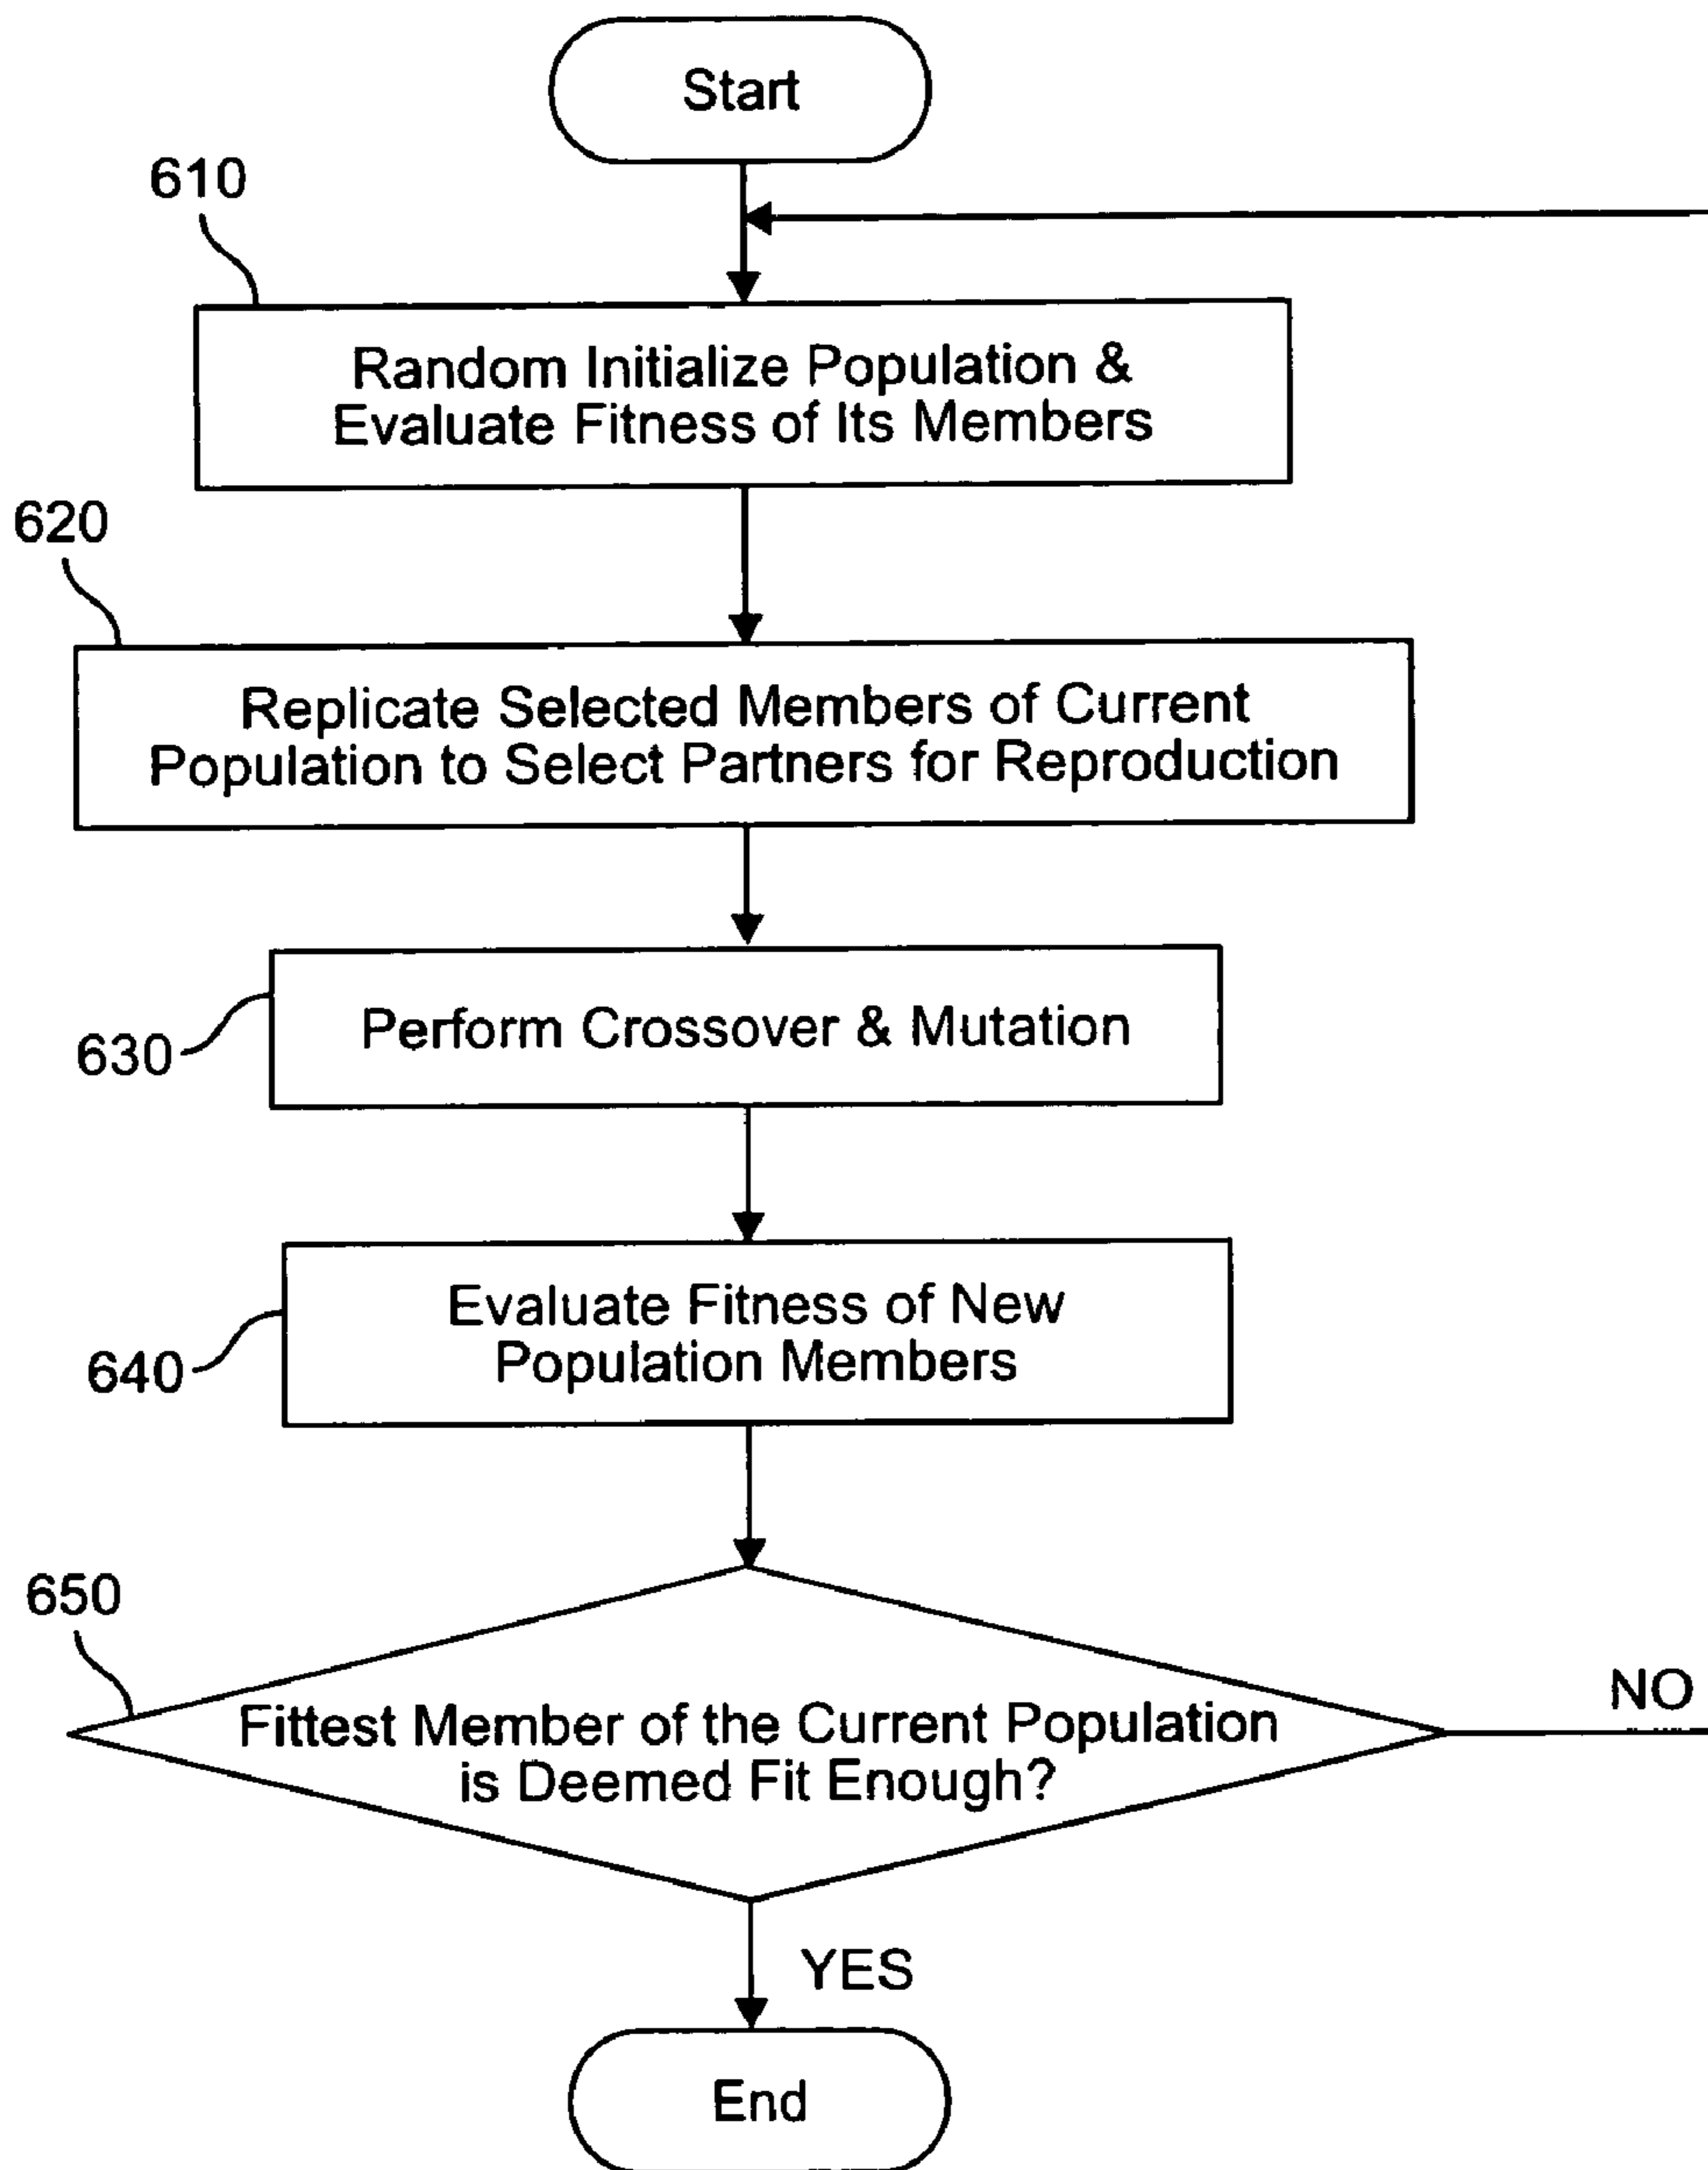 Start
610
Random Initialize Population &
Evaluate Fitness of Its Members
620
Replicate Selected Members of Current
Population to Select Partners for Reproduction
630
Perform Crossover & Mutation
640
Evaluate Fitness of New
Population Members
650
Fittest Member of the Current Population
is Deemed Fit Enough?
NO
YES
End